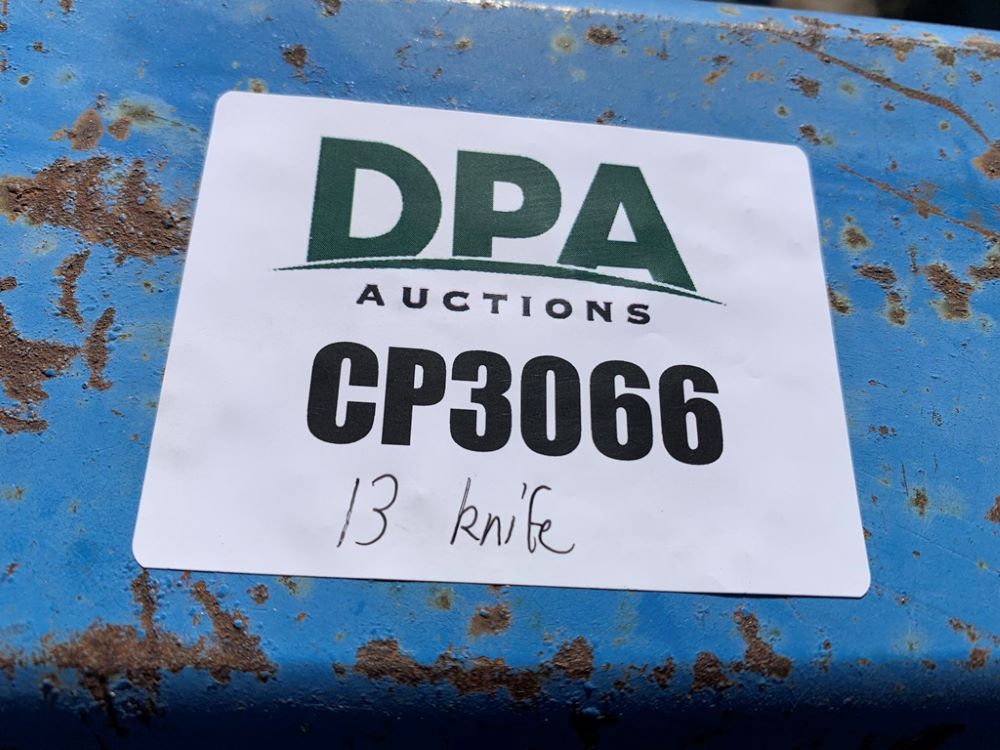 DPA
AUCTIONS
CP3066
13 knife